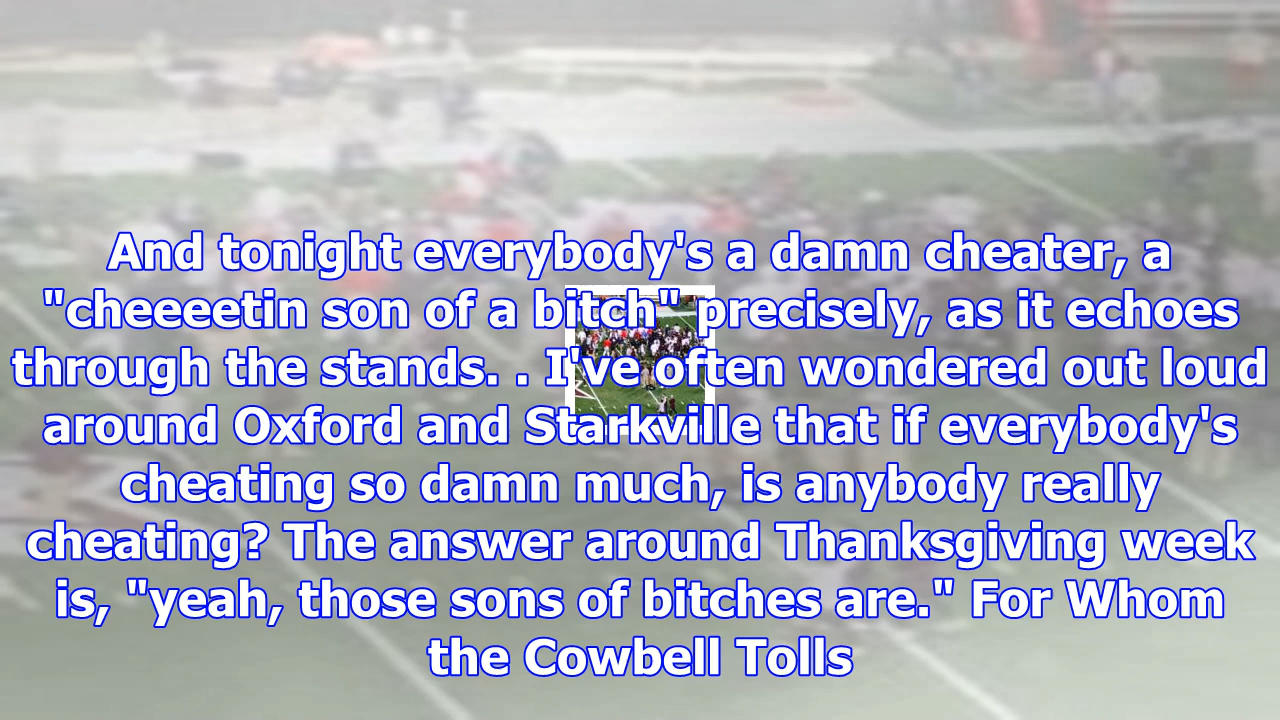 And tonight everybody's a damn cheater, a
"cheeeetin son of a bitch" precisely, as it echoes
through the stands. . I've often wondered out loud
around Oxford and Starkville that if everybody's
cheating so damn much, is anybody really
cheating? The answer around Thanksgiving week
is, "yeah, those sons of bitches are." For Whom
the Cowbell Tolls